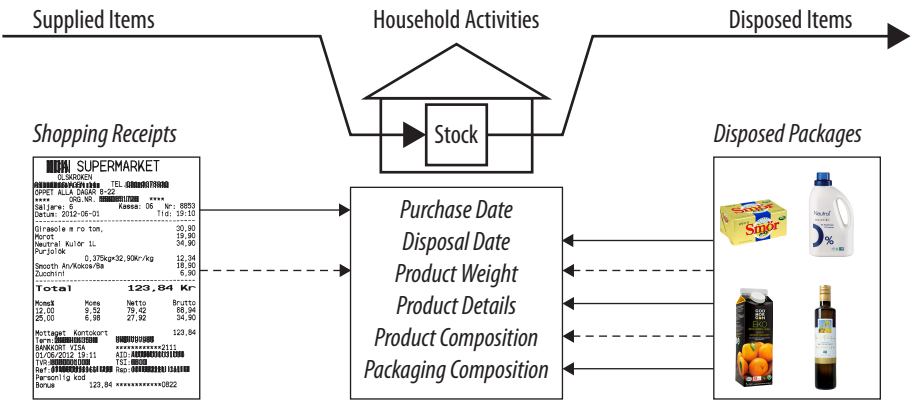 Supplied Items
Household Activities
Disposed Items
Stock
Shopping Receipts
Disposed Packages
SUPERMARKET
OLSKROKEN
TEL.
ÖPPET ALLA DAGAR 8-22
**** ORG.NR. ****
Säljare: 6 Kassa: 06 Nr: 8853
Datum: 2012-06-01 Tid: 19:10
Girasole m ro tom, 30,90
Morot 19,90
Neutral Kulör 1L 34,90
Purjolök
0,375kg*32,90Kr/kg 12,34
Smooth An/Kokos/Ba 18,90
Zucchini 6,90
Total 123,84 Kr
Moms% Moms Netto Brutto
12,00 9,52 79,42 88,94
25,00 6,98 27,92 34,90
Mottaget Kontokort 123,84
Term:
BANKKORT VISA ************2111
01/06/2012 19:11 AID:
TVR: TSI:
Ref: Rsp:
Personlig kod
Bonus 123,84 ************0822
Purchase Date
Disposal Date
Product Weight
Product Details
Product Composition
Packaging Composition
Smör
Neutral
%
GOD
MOR
GON
EKO